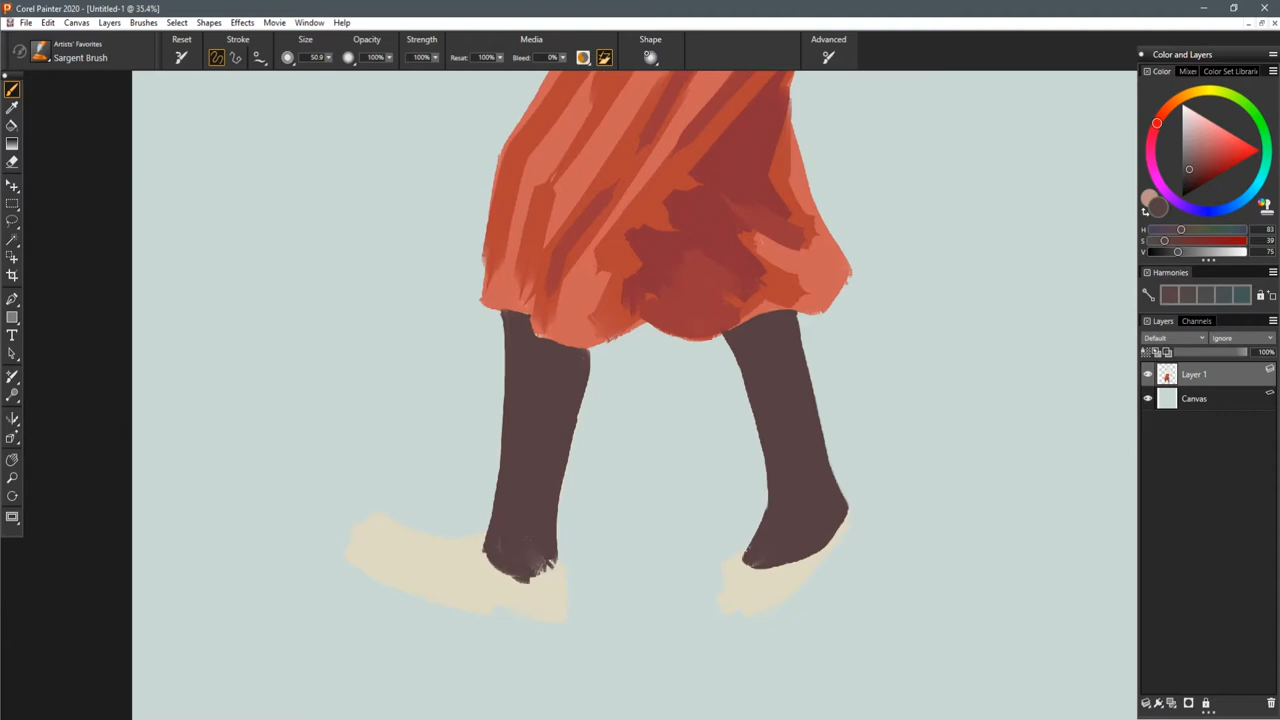 Corel Painter 2020 - [Untitled-1 @ 35.4%]
File Edit Canvas Layers Brushes Select Shapes Effects Movie Window Help
Artists' Favorites
Sargent Brush
Reset Stroke Size Opacity Strength Media Shape Advanced
50.9 100% 100% Reset: 100% Bleed: 0%
Color and Layers
Color Mixer Color Set Librari
H 83
S 39
V 75
Harmonies
Layers Channels
Default Ignore
100%
Layer 1
Canvas
T